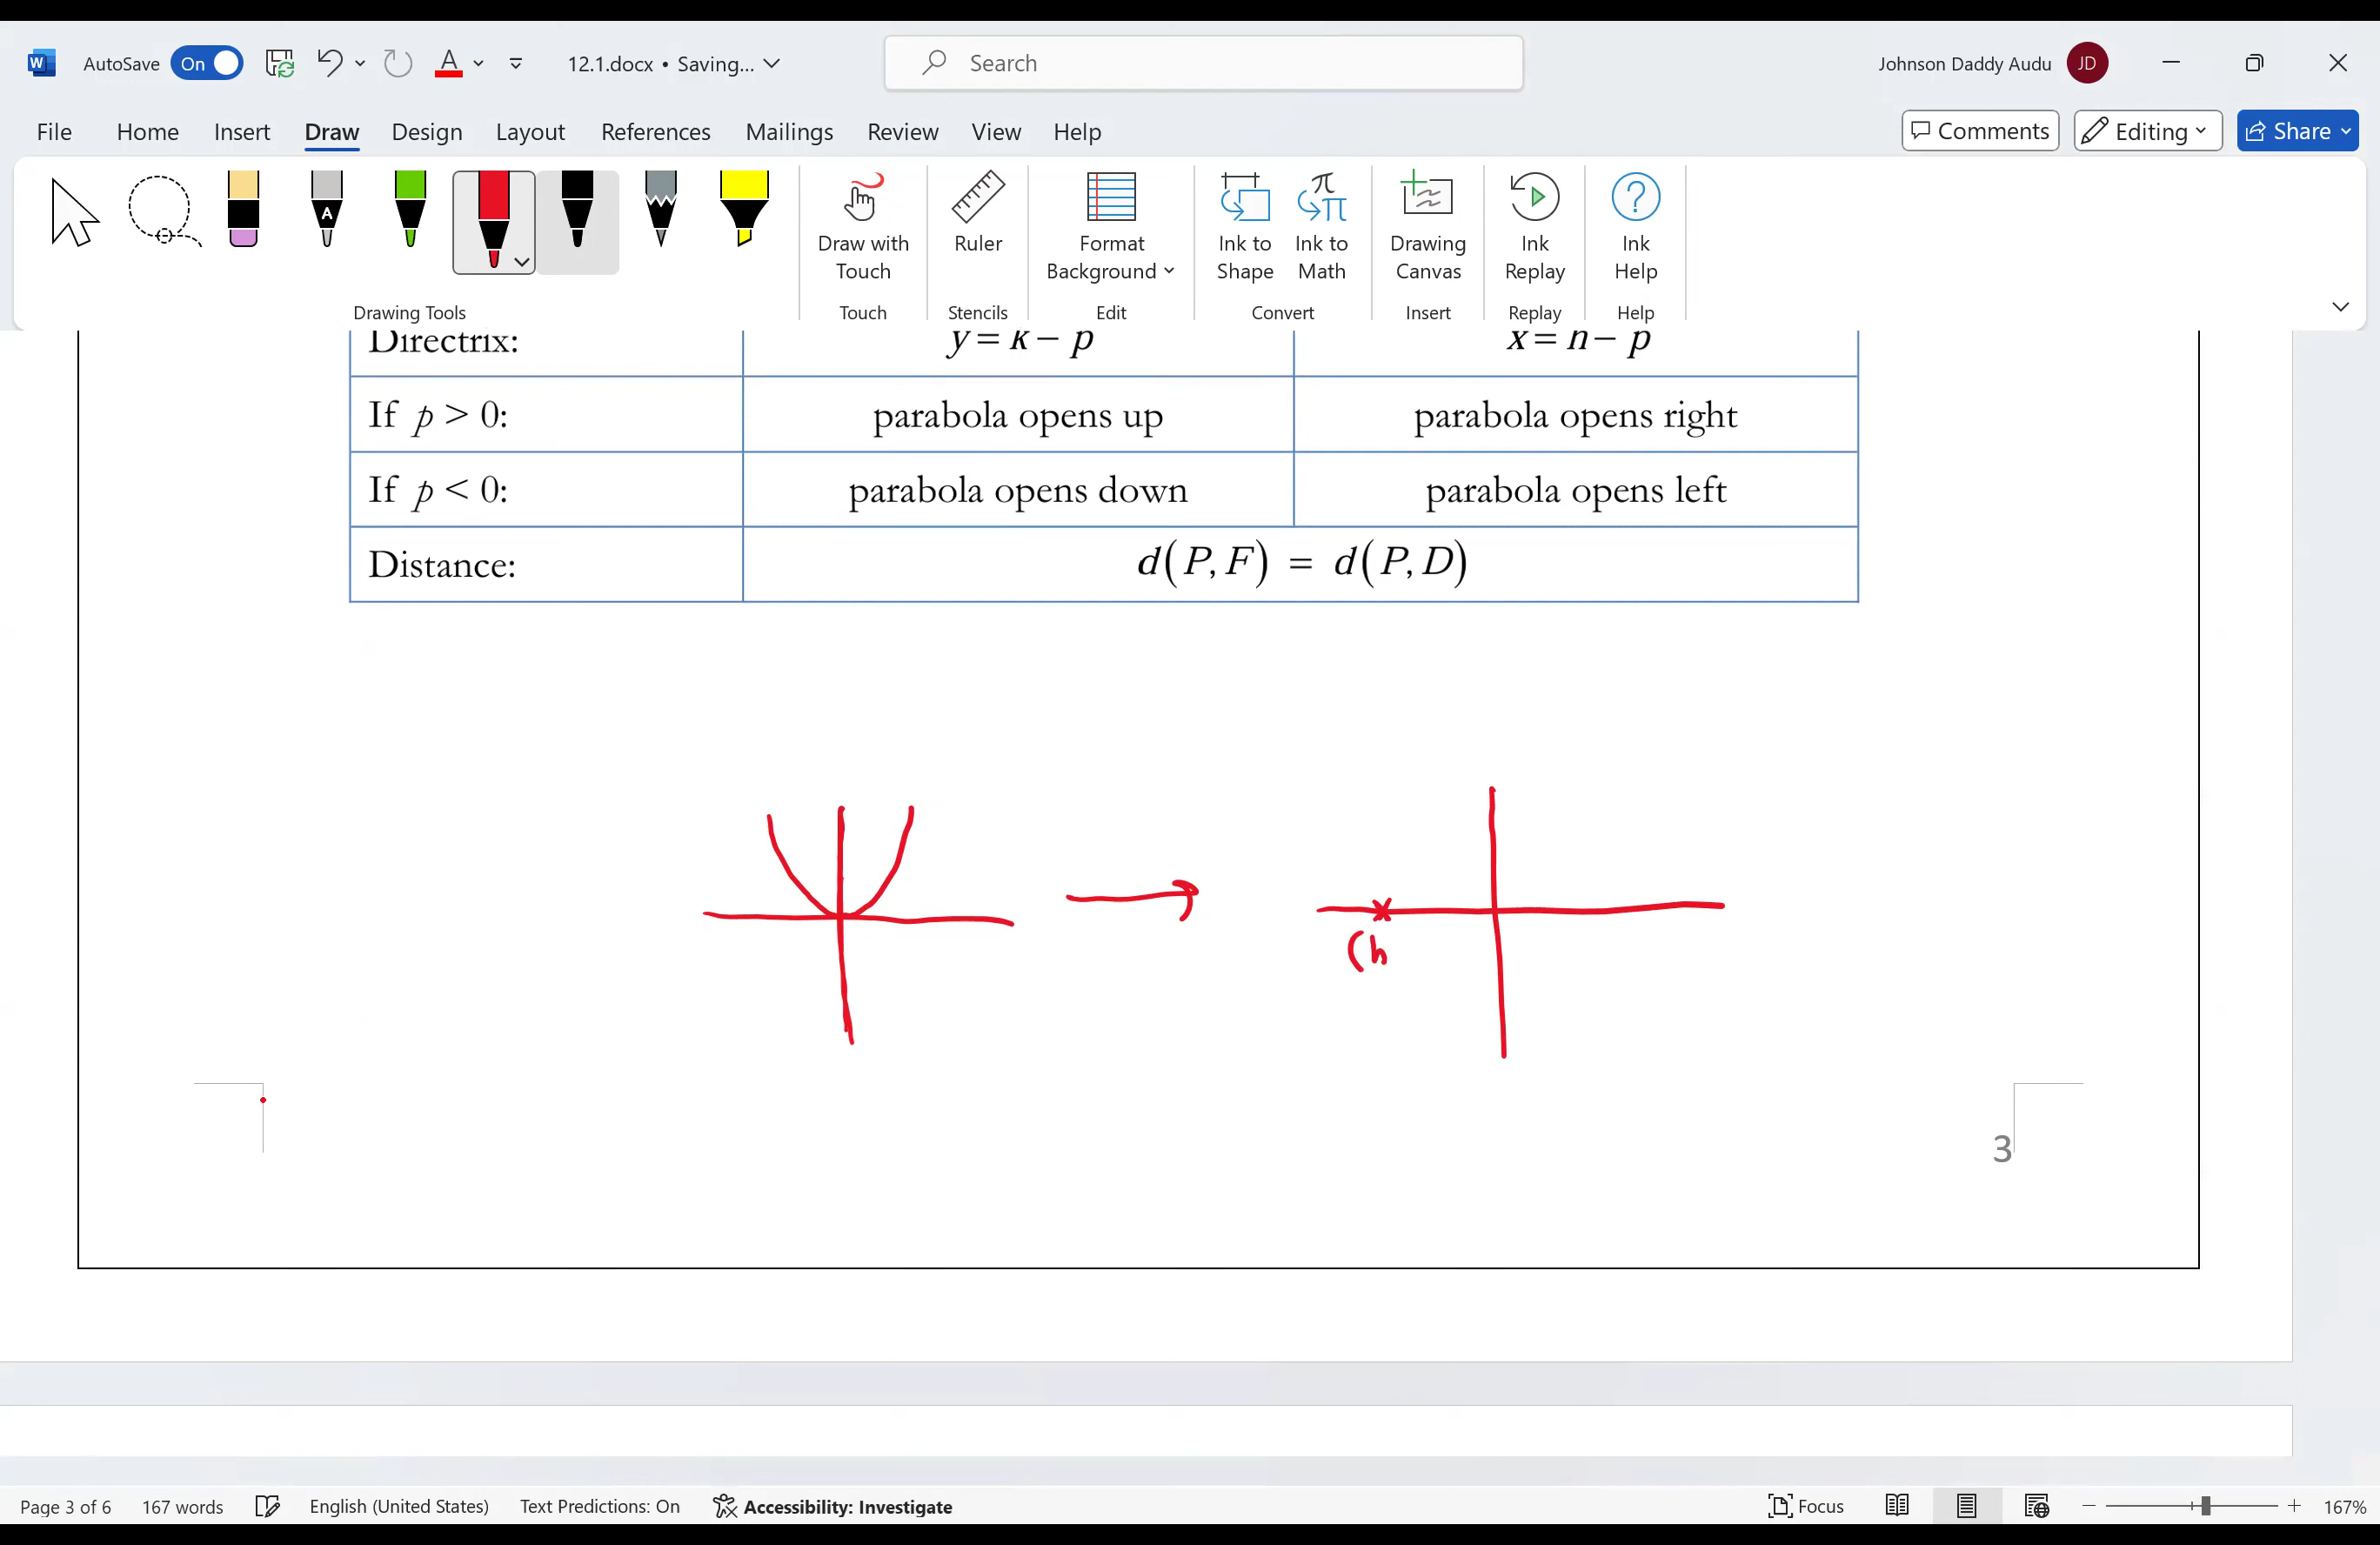 AutoSave On 12.1.docx • Saving... Search Johnson Daddy Audu JD
File Home Insert Draw Design Layout References Mailings Review View Help Comments Editing Share
A
Draw with Touch
Ruler
Format Background
Ink to Shape
Ink to Math
Drawing Canvas
Ink Replay
Ink Help
Drawing Tools Touch Stencils Edit Convert Insert Replay Help
Directrix: y = k − p x = h − p
If p > 0: parabola opens up parabola opens right
If p < 0: parabola opens down parabola opens left
Distance: d(P, F) = d(P, D)
(h
3
Page 3 of 6 167 words English (United States) Text Predictions: On Accessibility: Investigate Focus 167%